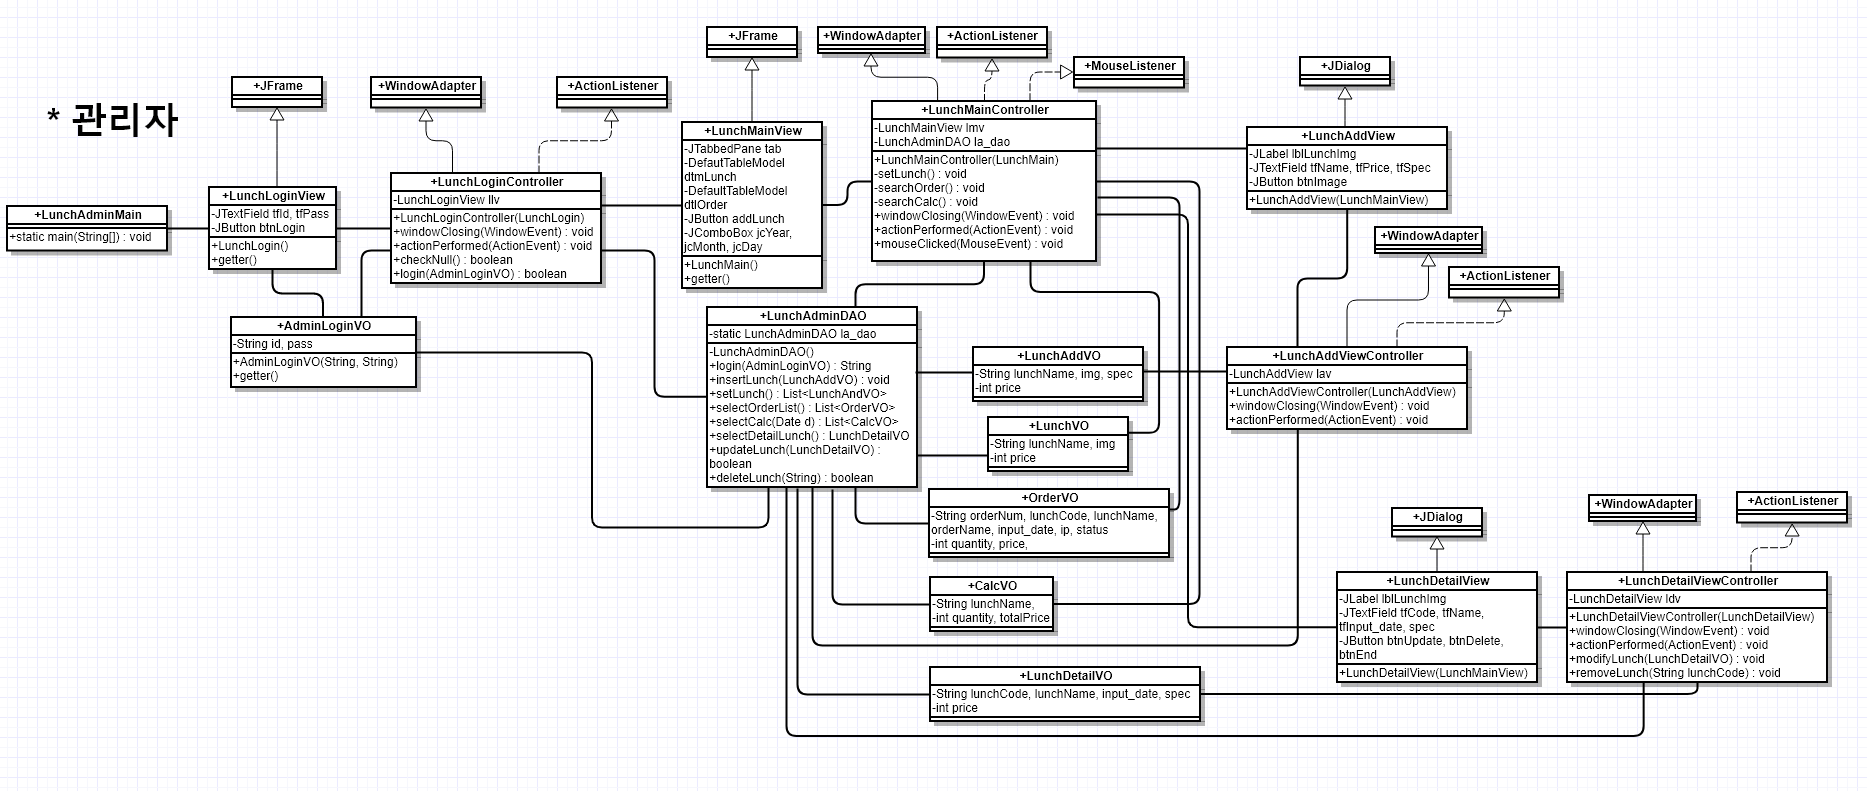 * 관리자
+JFrame
+WindowAdapter
+ActionListener
+LunchAdminMain
+static main(String[]) : void
+LunchLoginView
-JTextField tfId, tfPass
-JButton btnLogin
+LunchLogin()
+getter()
+LunchLoginController
-LunchLoginView llv
+LunchLoginController(LunchLogin)
+windowClosing(WindowEvent) : void
+actionPerformed(ActionEvent) : void
+checkNull() : boolean
+login(AdminLoginVO) : boolean
+AdminLoginVO
-String id, pass
+AdminLoginVO(String, String)
+getter()
+JFrame
+LunchMainView
-JTabbedPane tab
-DefautTableModel
dtmLunch
-DefaultTableModel
dtlOrder
-JButton addLunch
-JComboBox jcYear,
jcMonth, jcDay
+LunchMain()
+getter()
+WindowAdapter
+ActionListener
+MouseListener
+LunchMainController
-LunchMainView lmv
-LunchAdminDAO la_dao
+LunchMainController(LunchMain)
-setLunch() : void
-searchOrder() : void
-searchCalc() : void
+windowClosing(WindowEvent) : void
+actionPerformed(ActionEvent) : void
+mouseClicked(MouseEvent) : void
+LunchAdminDAO
-static LunchAdminDAO la_dao
-LunchAdminDAO()
+login(AdminLoginVO) : String
+insertLunch(LunchAddVO) : void
+setLunch() : List<LunchAndVO>
+selectOrderList() : List<OrderVO>
+selectCalc(Date d) : List<CalcVO>
+selectDetailLunch() : LunchDetailVO
+updateLunch(LunchDetailVO) :
boolean
+deleteLunch(String) : boolean
+LunchAddVO
-String lunchName, img, spec
-int price
+LunchVO
-String lunchName, img
-int price
+OrderVO
-String orderNum, lunchCode, lunchName,
orderName, input_date, ip, status
-int quantity, price,
+CalcVO
-String lunchName,
-int quantity, totalPrice
+LunchDetailVO
-String lunchCode, lunchName, input_date, spec
-int price
+JDialog
+LunchAddView
-JLabel lblLunchImg
-JTextField tfName, tfPrice, tfSpec
-JButton btnImage
+LunchAddView(LunchMainView)
+WindowAdapter
+ActionListener
+LunchAddViewController
-LunchAddView lav
+LunchAddViewController(LunchAddView)
+windowClosing(WindowEvent) : void
+actionPerformed(ActionEvent) : void
+JDialog
+LunchDetailView
-JLabel lblLunchImg
-JTextField tfCode, tfName,
tfInput_date, spec
-JButton btnUpdate, btnDelete,
btnEnd
+LunchDetailView(LunchMainView)
+WindowAdapter
+ActionListener
+LunchDetailViewController
-LunchDetailView ldv
+LunchDetailViewController(LunchDetailView)
+windowClosing(WindowEvent) : void
+actionPerformed(ActionEvent) : void
+modifyLunch(LunchDetailVO) : void
+removeLunch(String lunchCode) : void